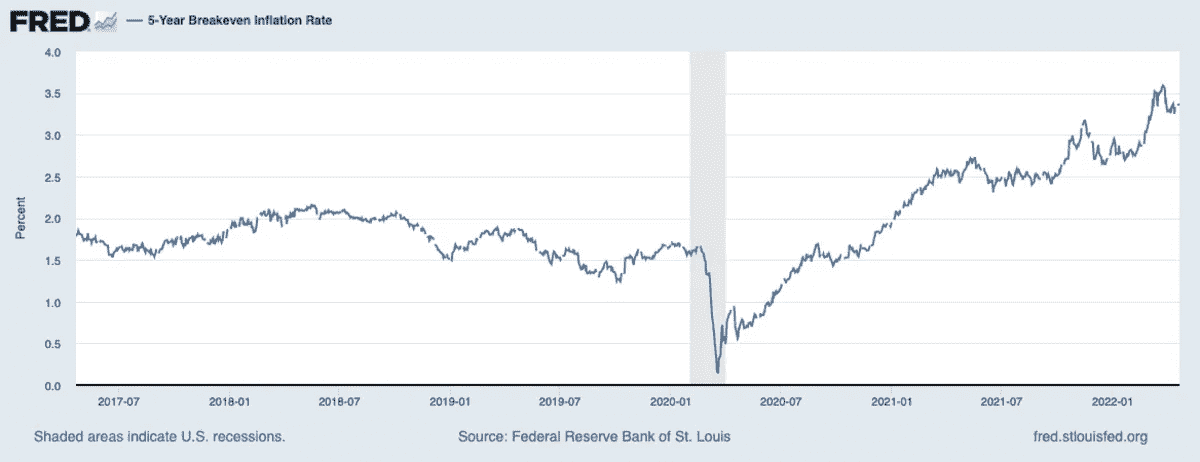 FRED 5-Year Breakeven Inflation Rate
4.0
3.5
3.0
2.5
2.0
1.5
1.0
0.5
0.0
Percent
2017-07 2018-01 2018-07 2019-01 2019-07 2020-01 2020-07 2021-01 2021-07 2022-01
Shaded areas indicate U.S. recessions. Source: Federal Reserve Bank of St. Louis fred.stlouisfed.org